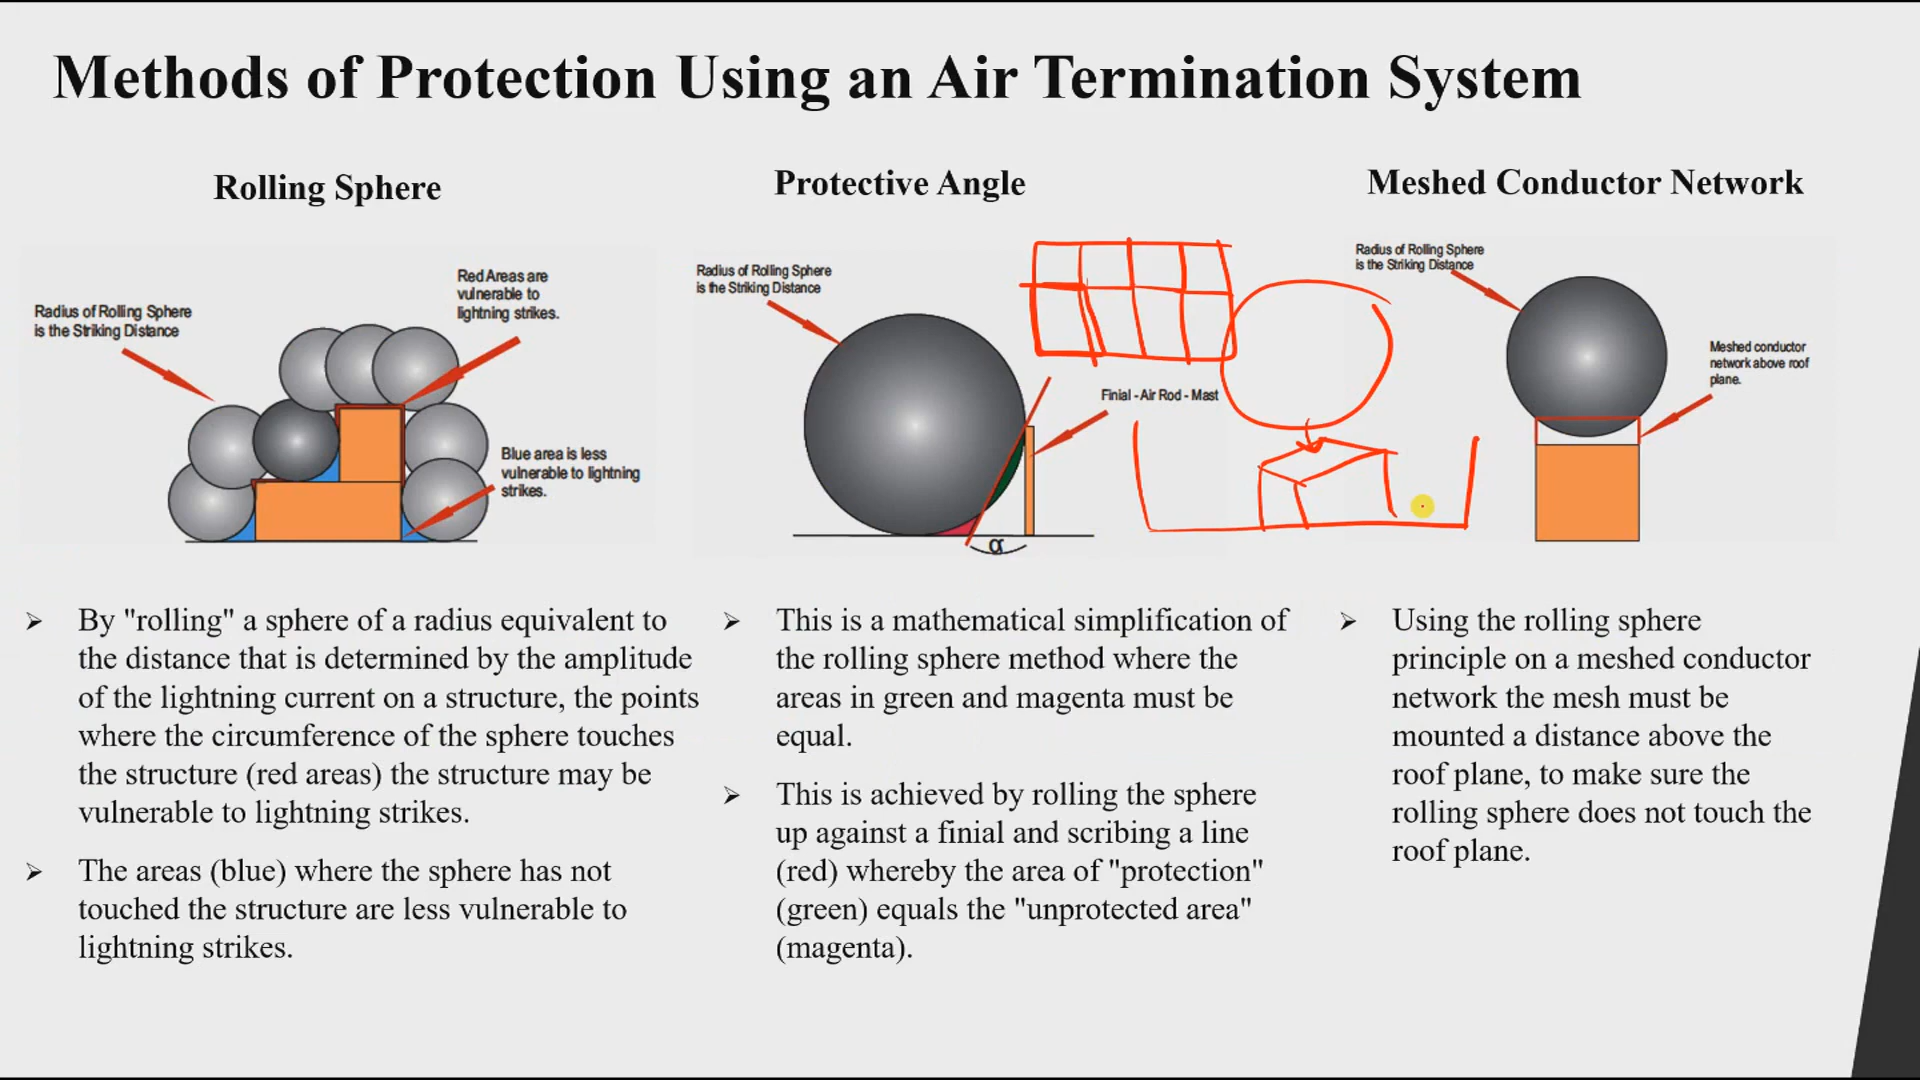 Methods of Protection Using an Air Termination System
Rolling Sphere
Radius of Rolling Sphere
is the Striking Distance
Red Areas are
vulnerable to
lightning strikes.
Blue area is less
vulnerable to lightning
strikes.
➢ By "rolling" a sphere of a radius equivalent to
the distance that is determined by the amplitude
of the lightning current on a structure, the points
where the circumference of the sphere touches
the structure (red areas) the structure may be
vulnerable to lightning strikes.
➢ The areas (blue) where the sphere has not
touched the structure are less vulnerable to
lightning strikes.
Protective Angle
Radius of Rolling Sphere
is the Striking Distance
Finial - Air Rod - Mast
α
➢ This is a mathematical simplification of
the rolling sphere method where the
areas in green and magenta must be
equal.
➢ This is achieved by rolling the sphere
up against a finial and scribing a line
(red) whereby the area of "protection"
(green) equals the "unprotected area"
(magenta).
Meshed Conductor Network
Radius of Rolling Sphere
is the Striking Distance
Meshed conductor
network above roof
plane.
➢ Using the rolling sphere
principle on a meshed conductor
network the mesh must be
mounted a distance above the
roof plane, to make sure the
rolling sphere does not touch the
roof plane.